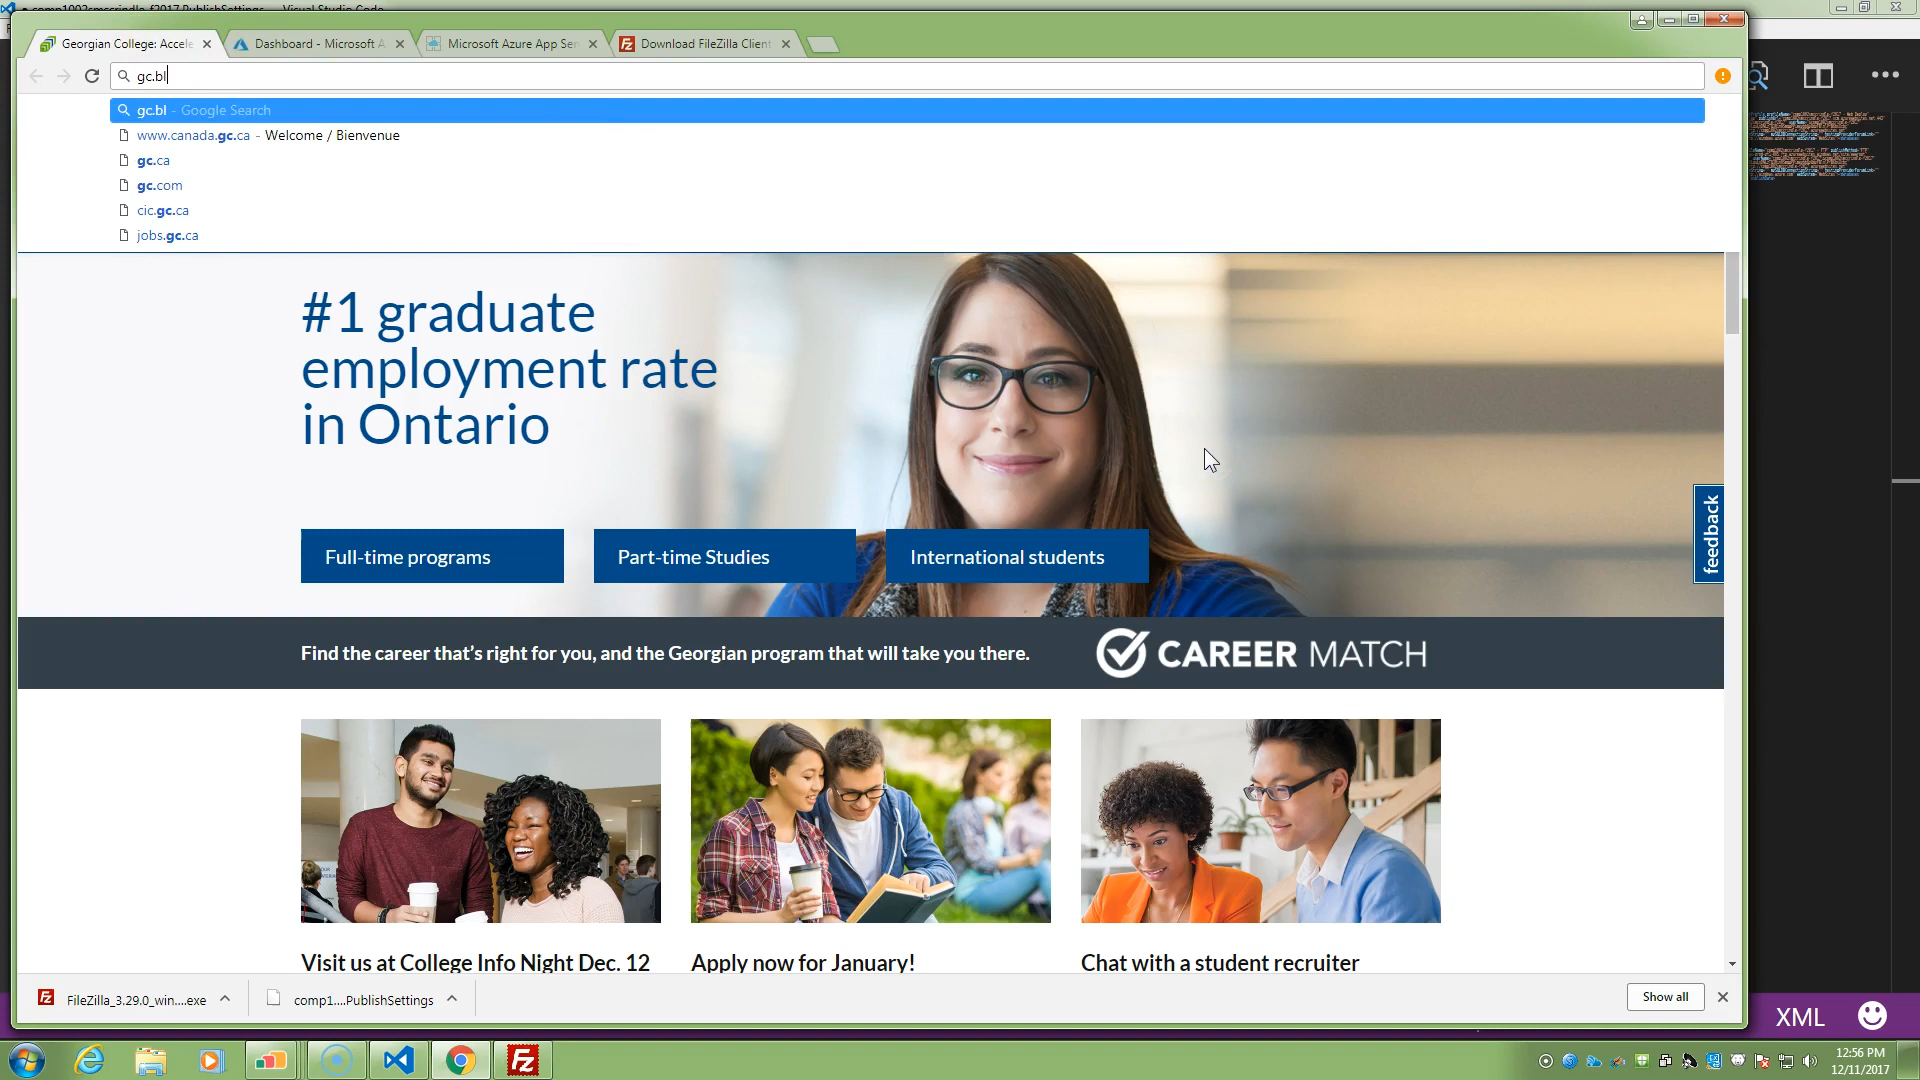 comp1002smccrindle-f2017.PublishSettings - Visual Studio Code
Georgian College: Accele
Dashboard - Microsoft A
Microsoft Azure App Ser
Download FileZilla Client
gc.bl
gc.bl - Google Search
www.canada.gc.ca - Welcome / Bienvenue
gc.ca
gc.com
cic.gc.ca
jobs.gc.ca
#1 graduate
employment rate
in Ontario
feedback
Full-time programs
Part-time Studies
International students
Find the career that's right for you, and the Georgian program that will take you there.
CAREER MATCH
Visit us at College Info Night Dec. 12
Apply now for January!
Chat with a student recruiter
FileZilla_3.29.0_win....exe
comp1....PublishSettings
Show all
XML
12:56 PM
12/11/2017